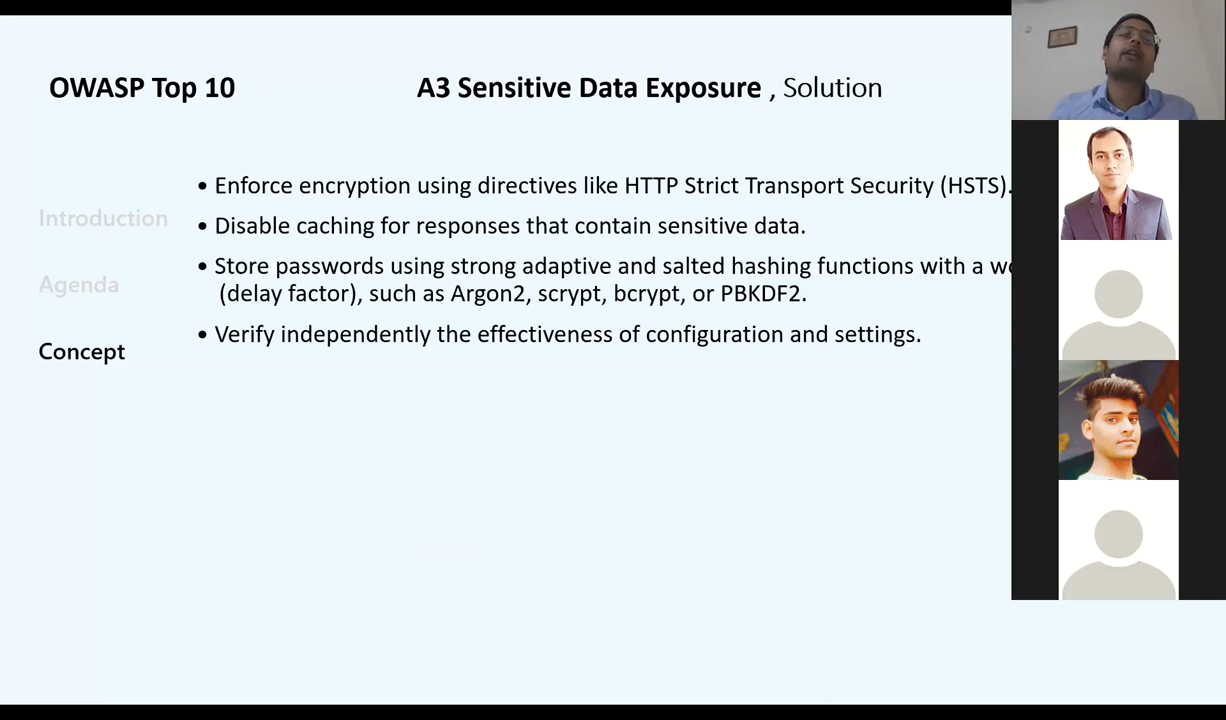 OWASP Top 10
A3 Sensitive Data Exposure , Solution
Introduction
Agenda
Concept
• Enforce encryption using directives like HTTP Strict Transport Security (HSTS).
• Disable caching for responses that contain sensitive data.
• Store passwords using strong adaptive and salted hashing functions with a
(delay factor), such as Argon2, scrypt, bcrypt, or PBKDF2.
• Verify independently the effectiveness of configuration and settings.